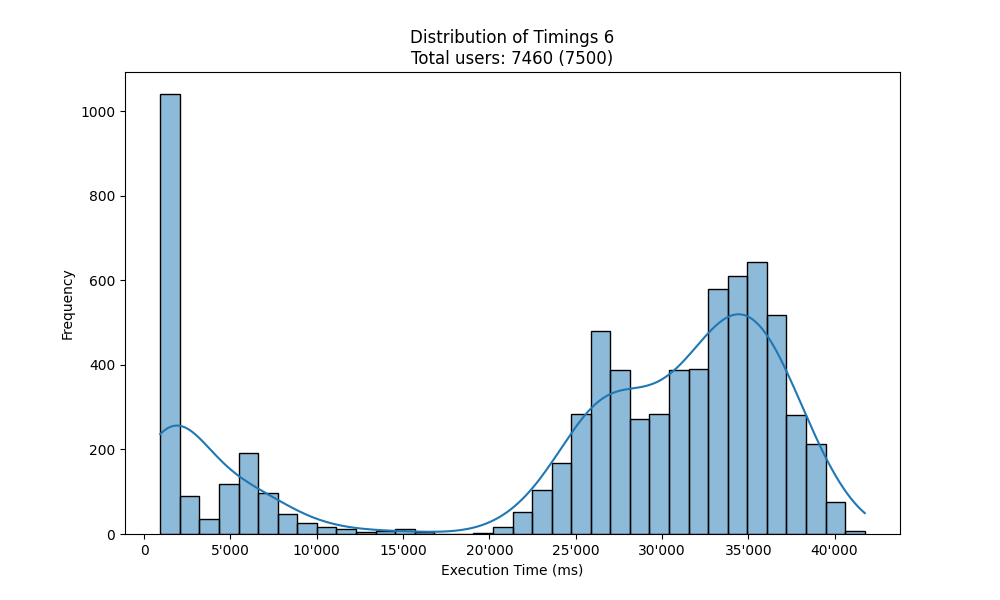 Distribution of Timings 6
Total users: 7460 (7500)
1000
800
600
400
200
0
Frequency
0 5'000 10'000 15'000 20'000 25'000 30'000 35'000 40'000
Execution Time (ms)